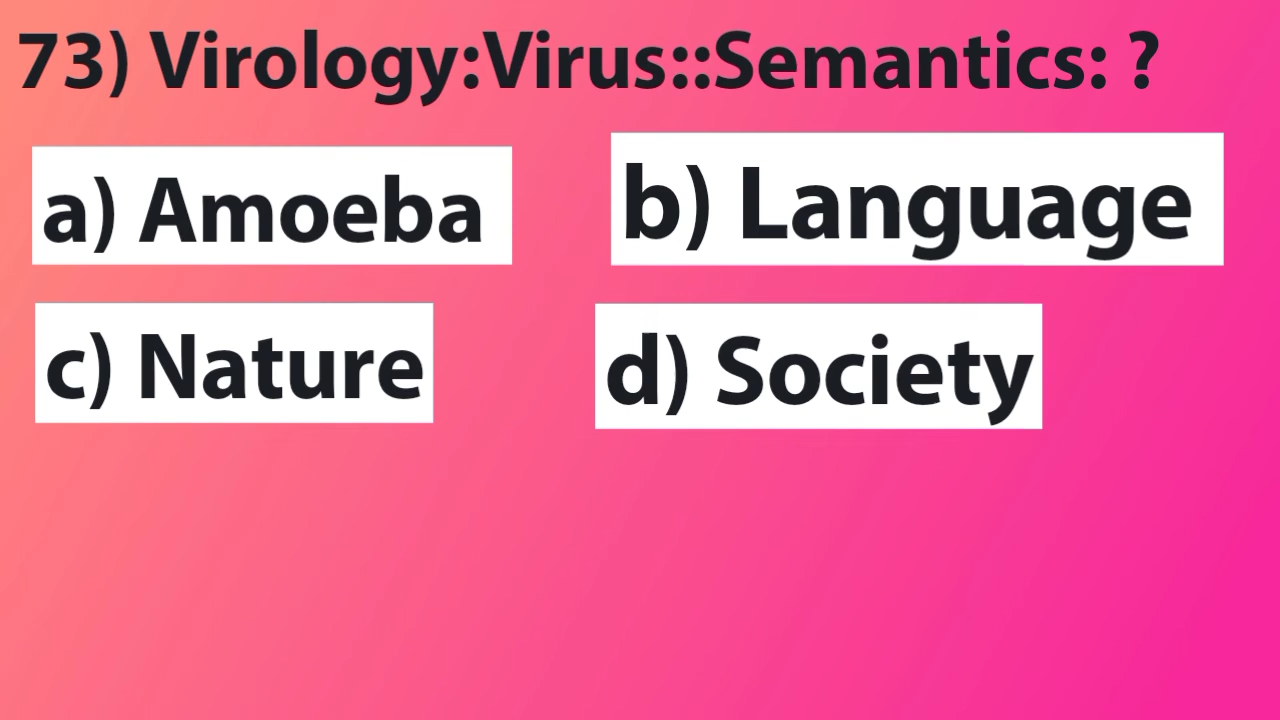 73) Virology:Virus::Semantics: ?
a) Amoeba
b) Language
c) Nature
d) Society